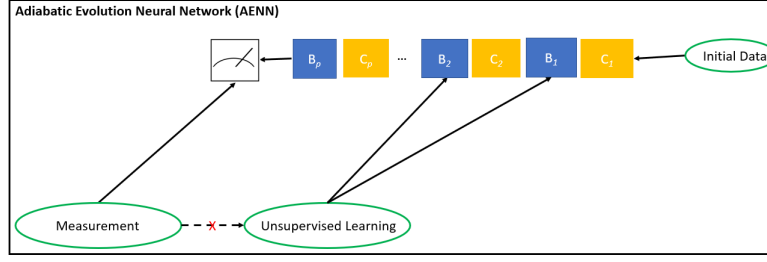 Adiabatic Evolution Neural Network (AENN)
Bp Cp ... B2 C2 B1 C1 Initial Data
Measurement X Unsupervised Learning